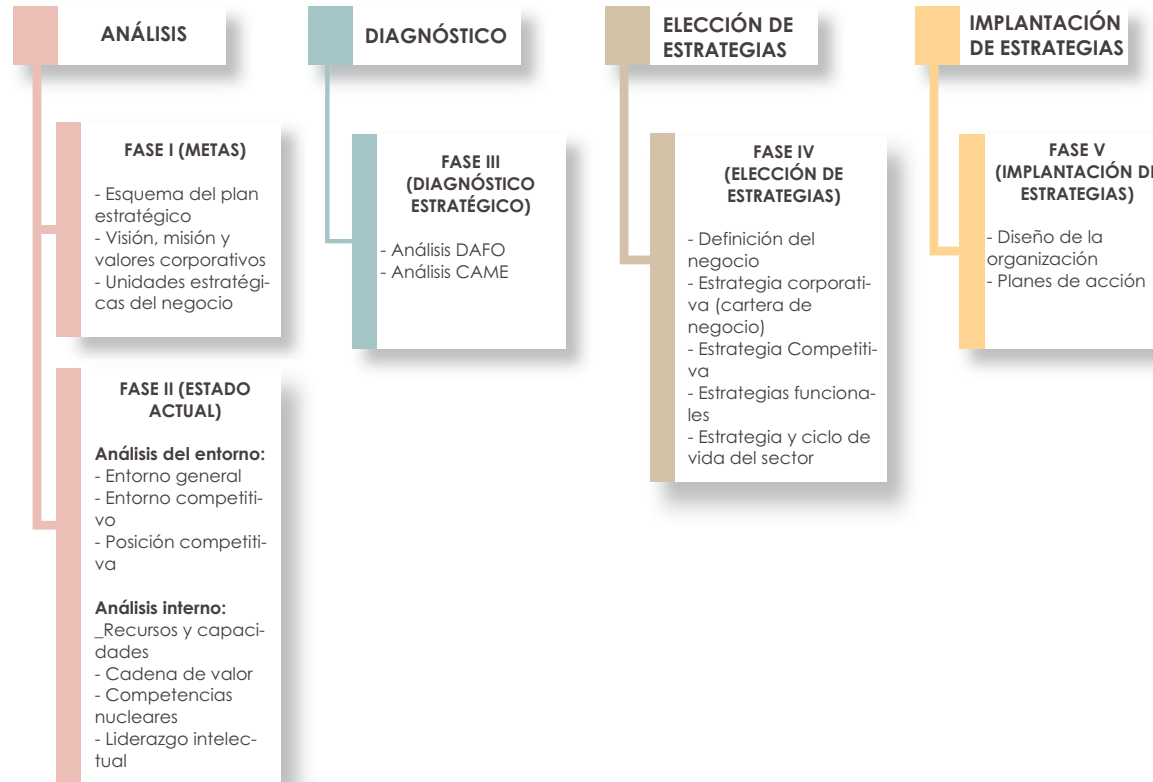 ANÁLISIS
FASE I (METAS)
- Esquema del plan
estratégico
- Visión, misión y
valores corporativos
- Unidades estratégi-
cas del negocio
FASE II (ESTADO
ACTUAL)
Análisis del entorno:
- Entorno general
- Entorno competiti-
vo
- Posición competiti-
va
Análisis interno:
_Recursos y capaci-
dades
- Cadena de valor
- Competencias
nucleares
- Liderazgo intelec-
tual
DIAGNÓSTICO
FASE III
(DIAGNÓSTICO
ESTRATÉGICO)
- Análisis DAFO
- Análisis CAME
ELECCIÓN DE
ESTRATEGIAS
FASE IV
(ELECCIÓN DE
ESTRATEGIAS)
- Definición del
negocio
- Estrategia corporati-
va (cartera de
negocio)
- Estrategia Competiti-
va
- Estrategias funciona-
les
- Estrategia y ciclo de
vida del sector
IMPLANTACIÓN
DE ESTRATEGIAS
FASE V
(IMPLANTACIÓN DE
ESTRATEGIAS)
- Diseño de la
organización
- Planes de acción